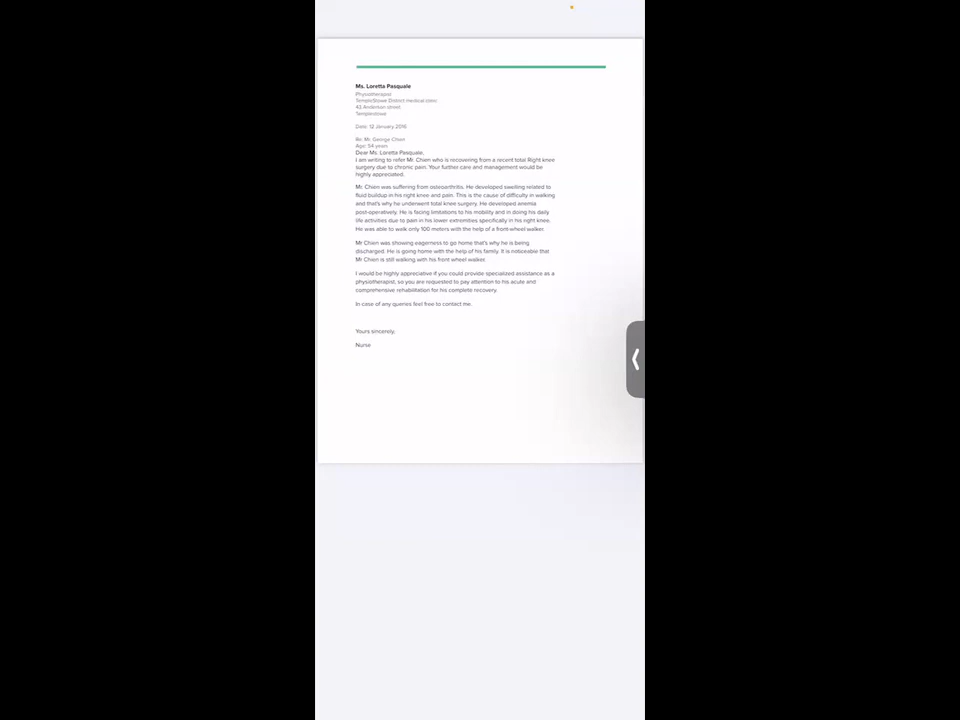 Ms. Loretta Pasquale
Physiotherapist
TempleStowe District medical clinic
42 Anderson street
Templestowe
Date: 12 January 2016
Re: Mr. George Chien
Age: 54 years
Dear Ms. Loretta Pasquale,
I am writing to refer Mr. Chien who is recovering from a recent total Right knee
surgery due to chronic pain. Your further care and management would be
highly appreciated.
Mr. Chien was suffering from osteoarthritis. He developed swelling related to
fluid buildup in his right knee and pain. This is the cause of difficulty in walking
and that's why he underwent total knee surgery. He developed anemia
post-operatively. He is facing limitations to his mobility and in doing his daily
life activities due to pain in his lower extremities specifically in his right knee.
He was able to walk only 100 meters with the help of a front-wheel walker.
Mr Chien was showing eagerness to go home that's why he is being
discharged. He is going home with the help of his family. It is noticeable that
Mr Chien is still walking with his front wheel walker.
I would be highly appreciative if you could provide specialized assistance as a
physiotherapist, so you are requested to pay attention to his acute and
comprehensive rehabilitation for his complete recovery.
In case of any queries feel free to contact me.
Yours sincerely,
Nurse